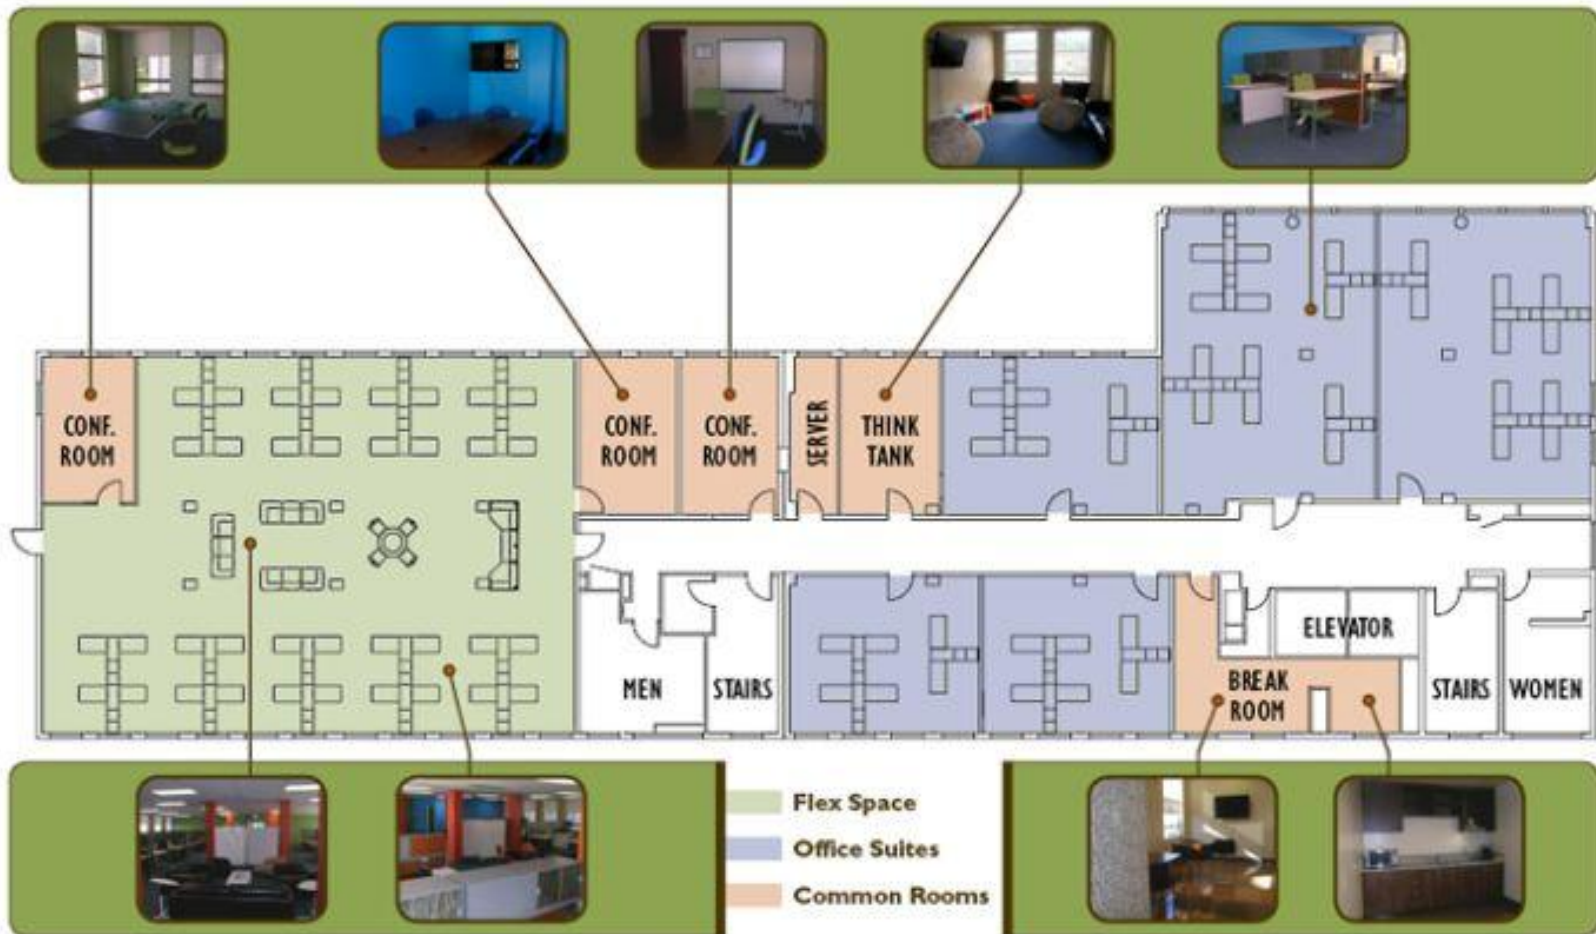 CONF.
ROOM
CONF.
ROOM
CONF.
ROOM
SERVER
THINK
TANK
MEN
STAIRS
BREAK
ROOM
ELEVATOR
STAIRS
WOMEN
Flex Space
Office Suites
Common Rooms